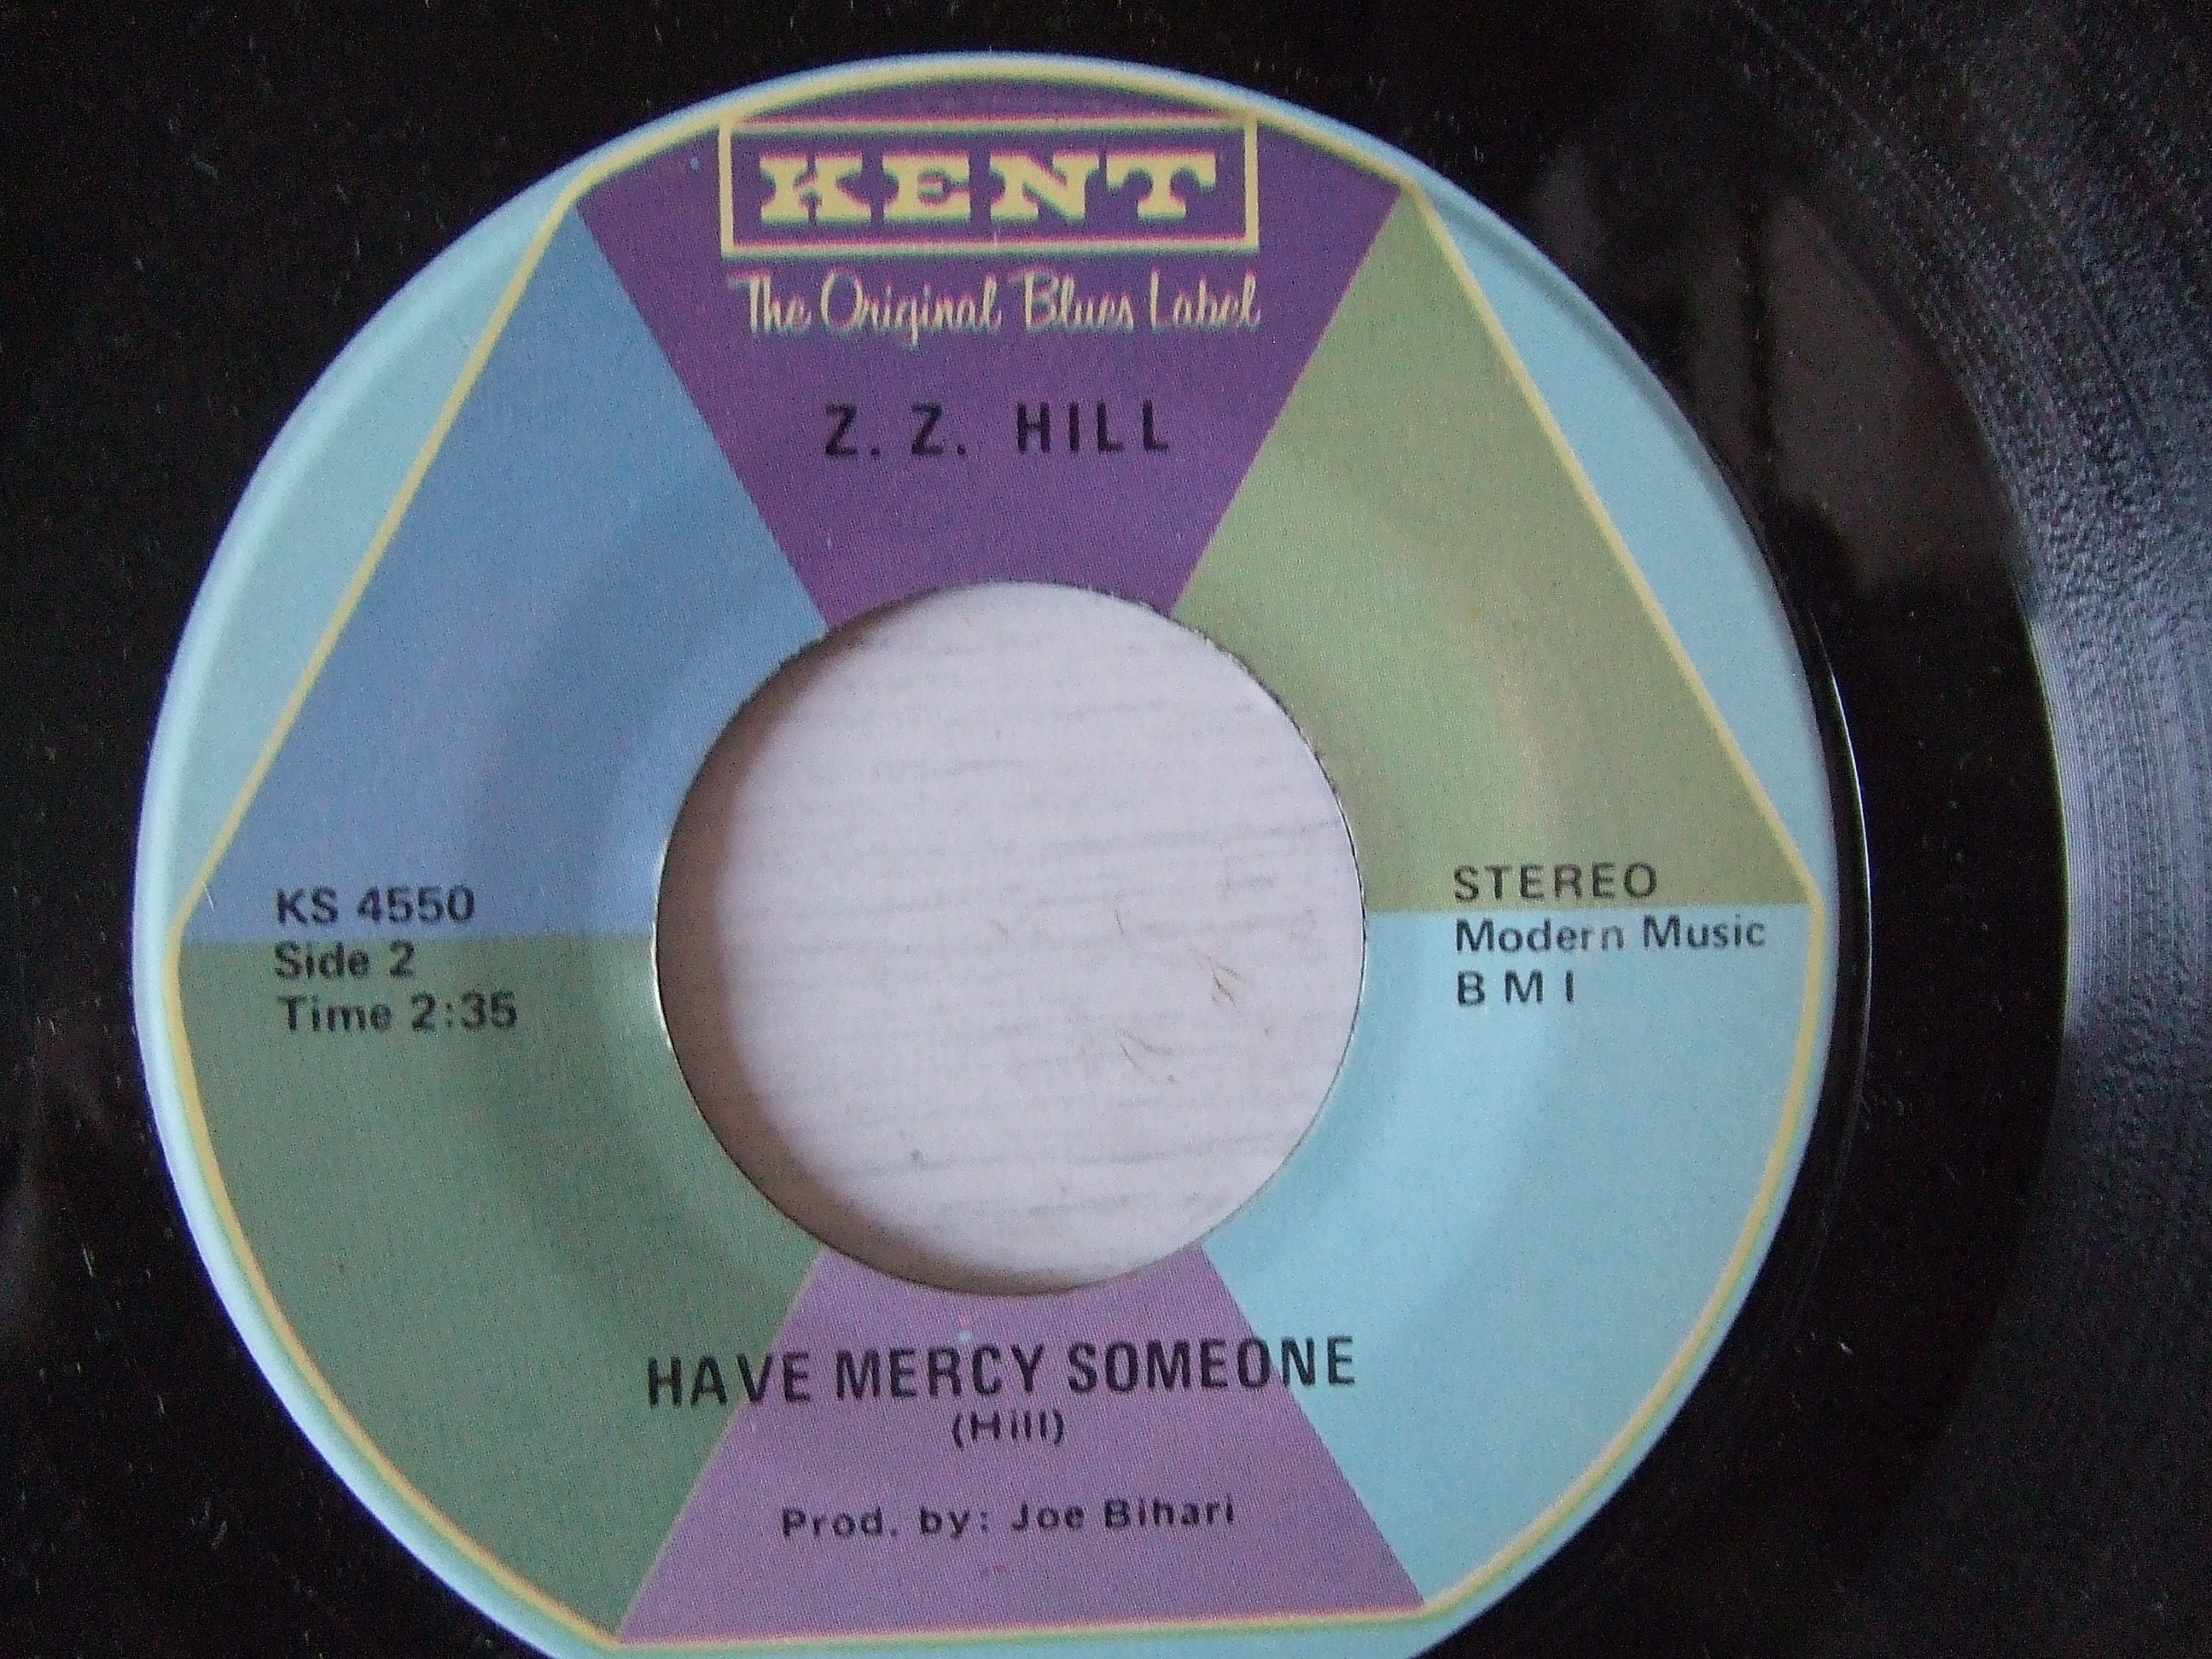 KENT
The Original Blues Label
Z. Z. HILL
KS 4550
Side 2
Time 2:35
STEREO
Modern Music
B M I
HAVE MERCY SOMEONE
(Hill)
Prod. by: Joe Bihari